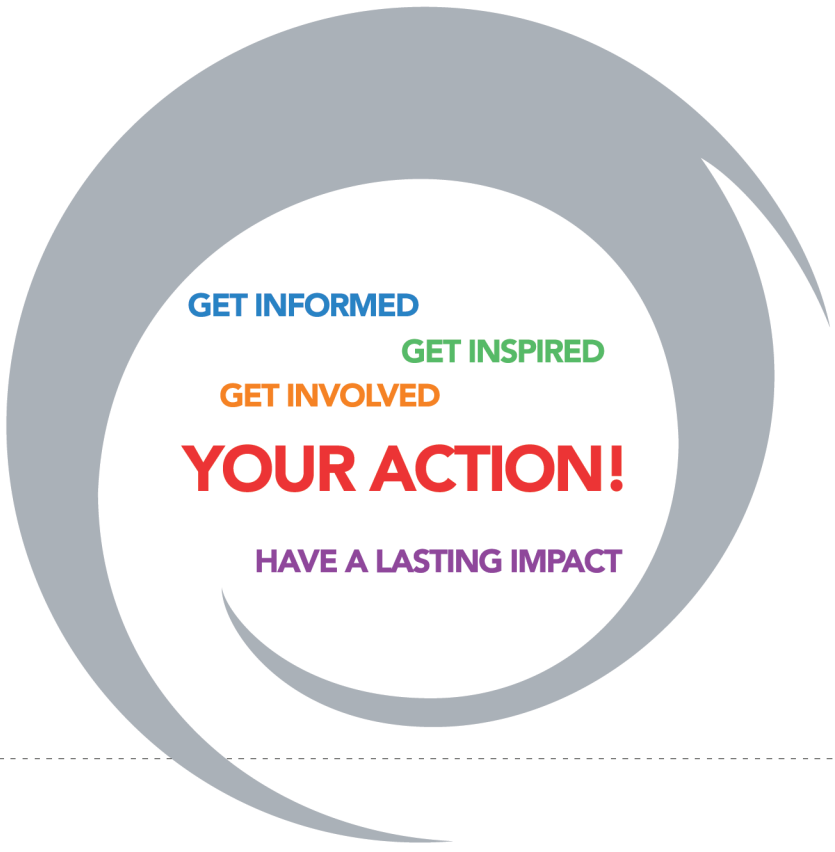 GET INFORMED
GET INSPIRED
GET INVOLVED
YOUR ACTION!
HAVE A LASTING IMPACT